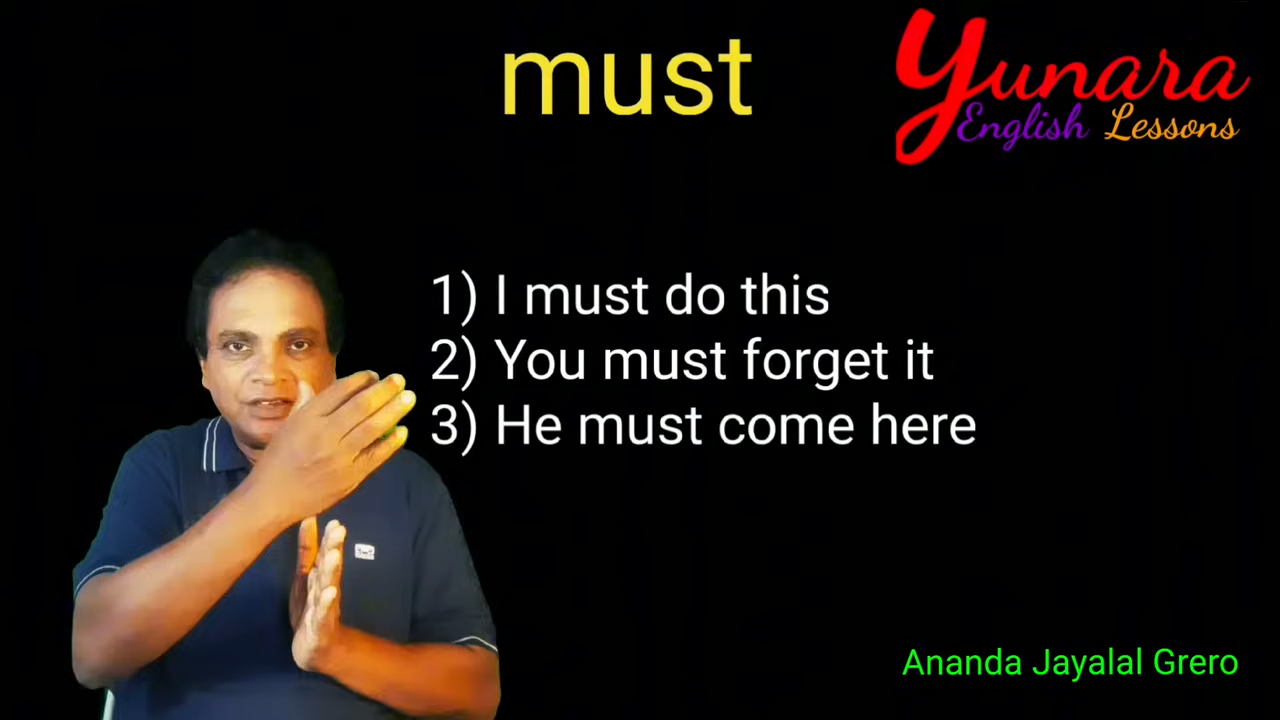 must
Yunara
English Lessons
1) I must do this
2) You must forget it
3) He must come here
Ananda Jayalal Grero